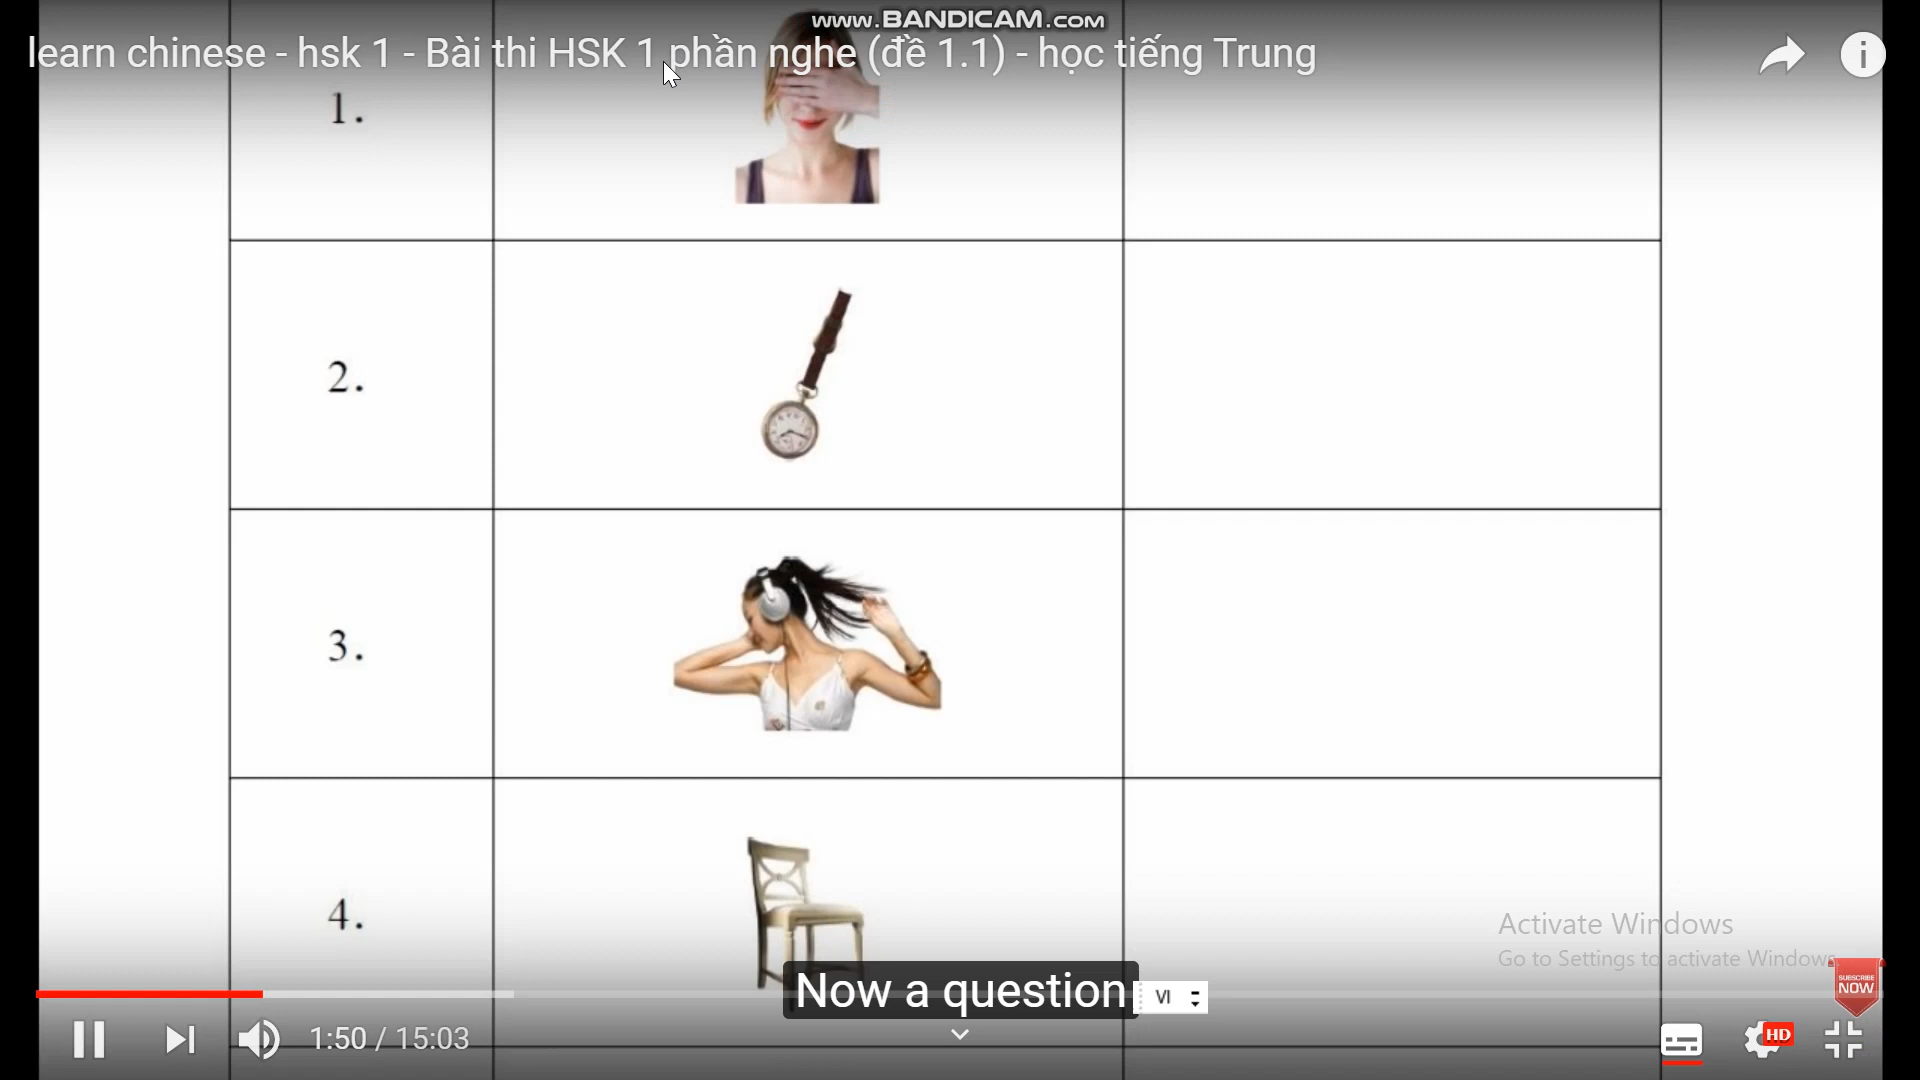 www.BANDICAM.com
learn chinese - hsk 1 - Bài thi HSK 1 phần nghe (đề 1.1) - học tiếng Trung
i
1.
2.
3.
4.
Activate Windows
Go to Settings to activate Windows.
SUBSCRIBE
NOW
Now a question
VI
1:50 / 15:03
HD